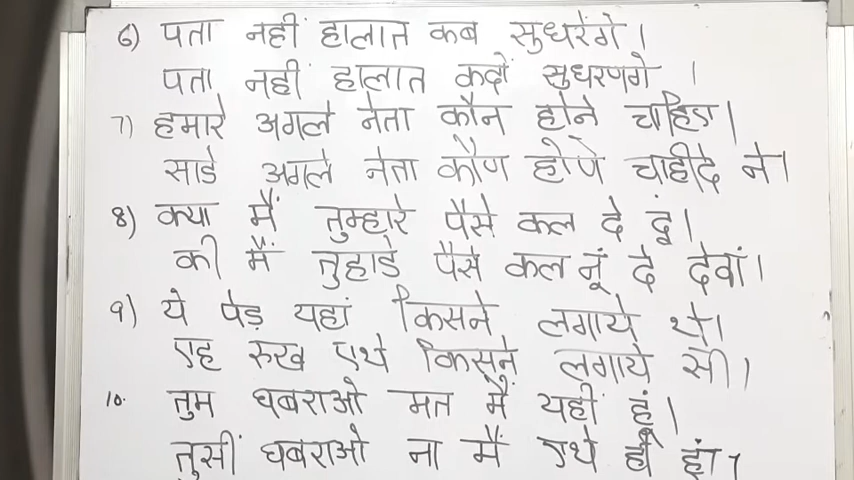 6) पता नहीं हालात कब सुधरेंगे।
पता नहीं हालात कदों सुधरणगे ।
7) हमारे अगले नेता कौन होने चाहिए।
साडे अगले नेता कौण होणे चाहीदे ने।
8) क्या मैं तुम्हारे पैसे कल दे दूं।
की मैं तुहाडे पैसे कल नूं दे देवां।
9) ये पेड़ यहां किसने लगाये थे।
एह रुख एथे किसने लगाये सी।
10. तुम घबराओ मत मैं यहीं हूं।
तुसीं घबराओ ना मैं एथे ही हां।